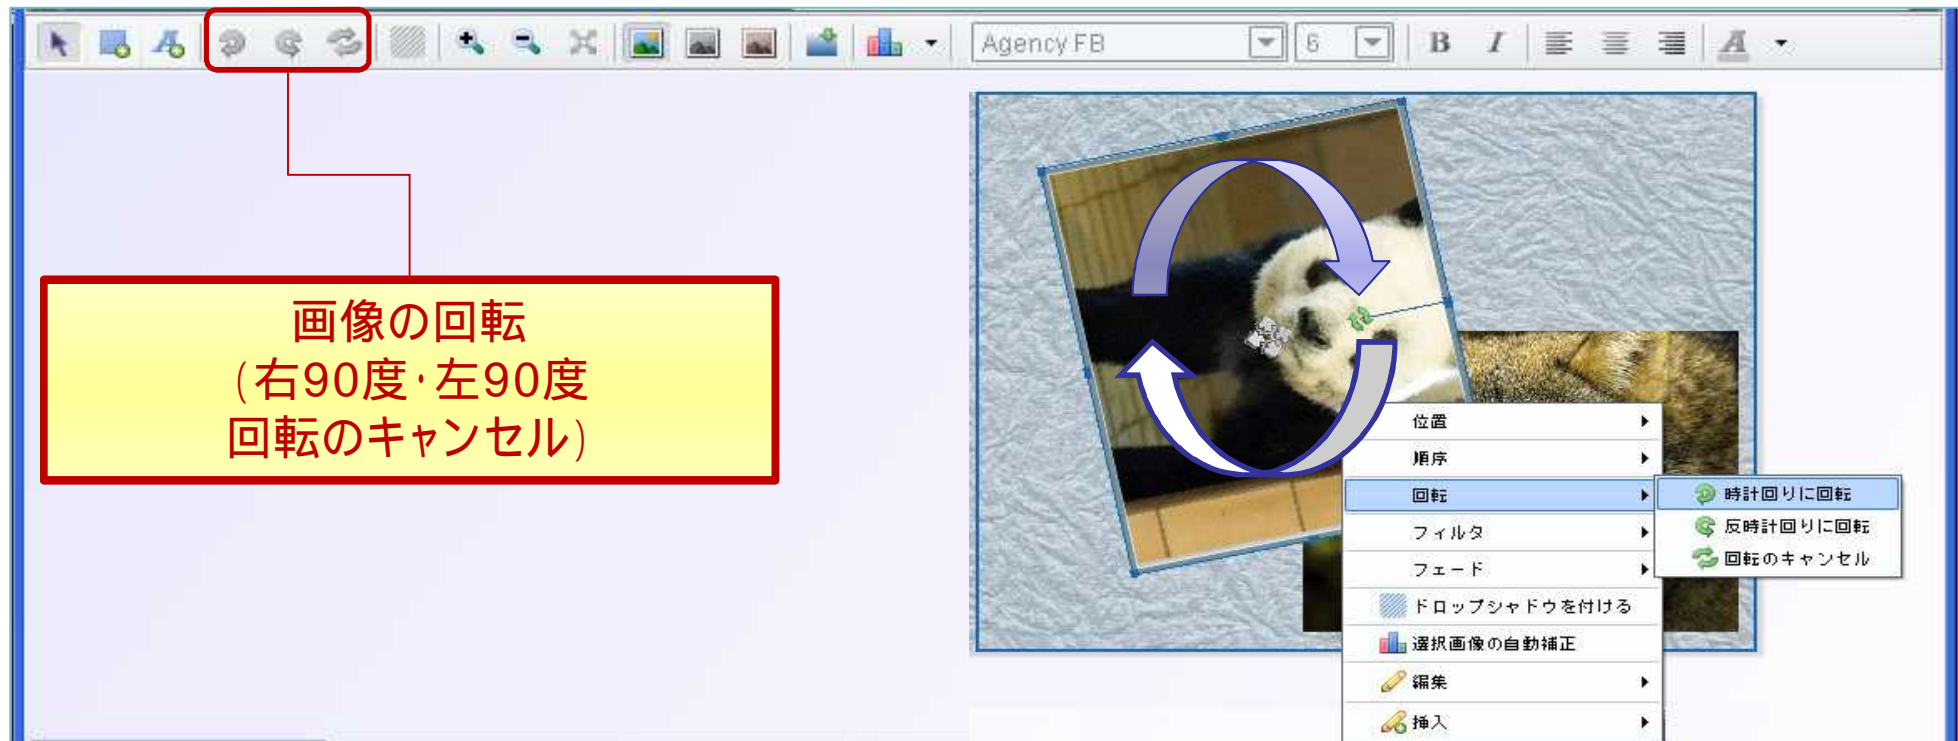 Agency FB
6
B
I
A
画像の回転
(右90度・左90度
回転のキャンセル)
位置
順序
回転
フィルタ
フェード
ドロップシャドウを付ける
選択画像の自動補正
編集
挿入
時計回りに回転
反時計回りに回転
回転のキャンセル